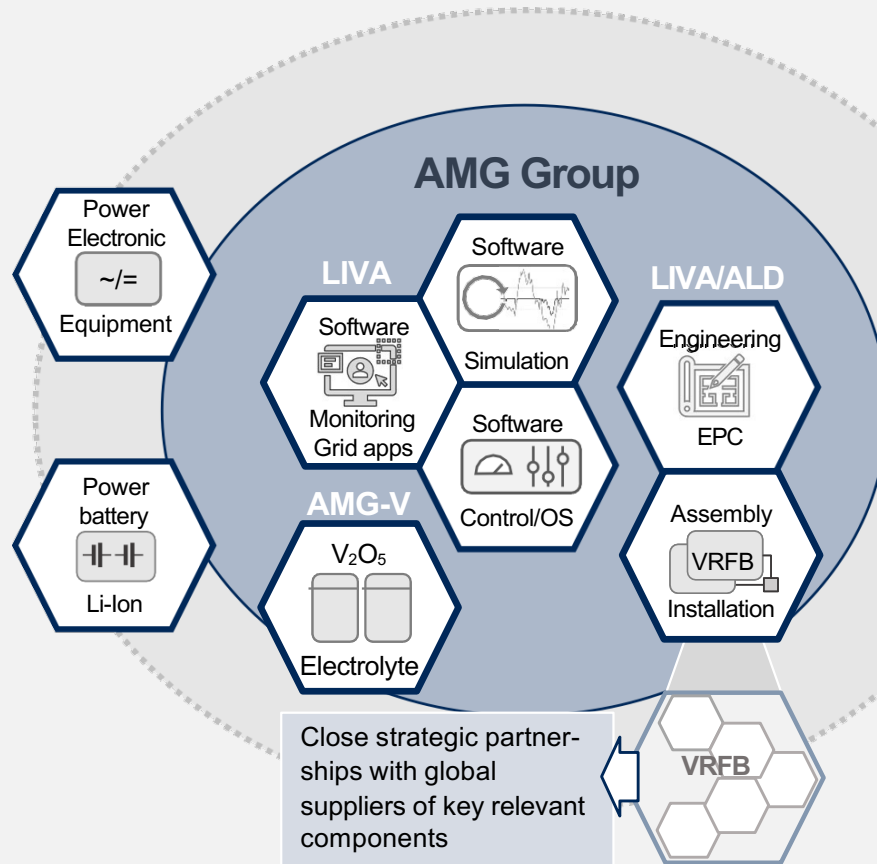 AMG Group
Power
Electronic
~/=
Equipment
LIVA
Software
Monitoring
Grid apps
Software
Simulation
Software
Control/OS
LIVA/ALD
Engineering
EPC
Power
battery
Li-Ion
AMG-V
V₂O₅
Electrolyte
Assembly
VRFB
Installation
Close strategic partner-
ships with global
suppliers of key relevant
components
VRFB